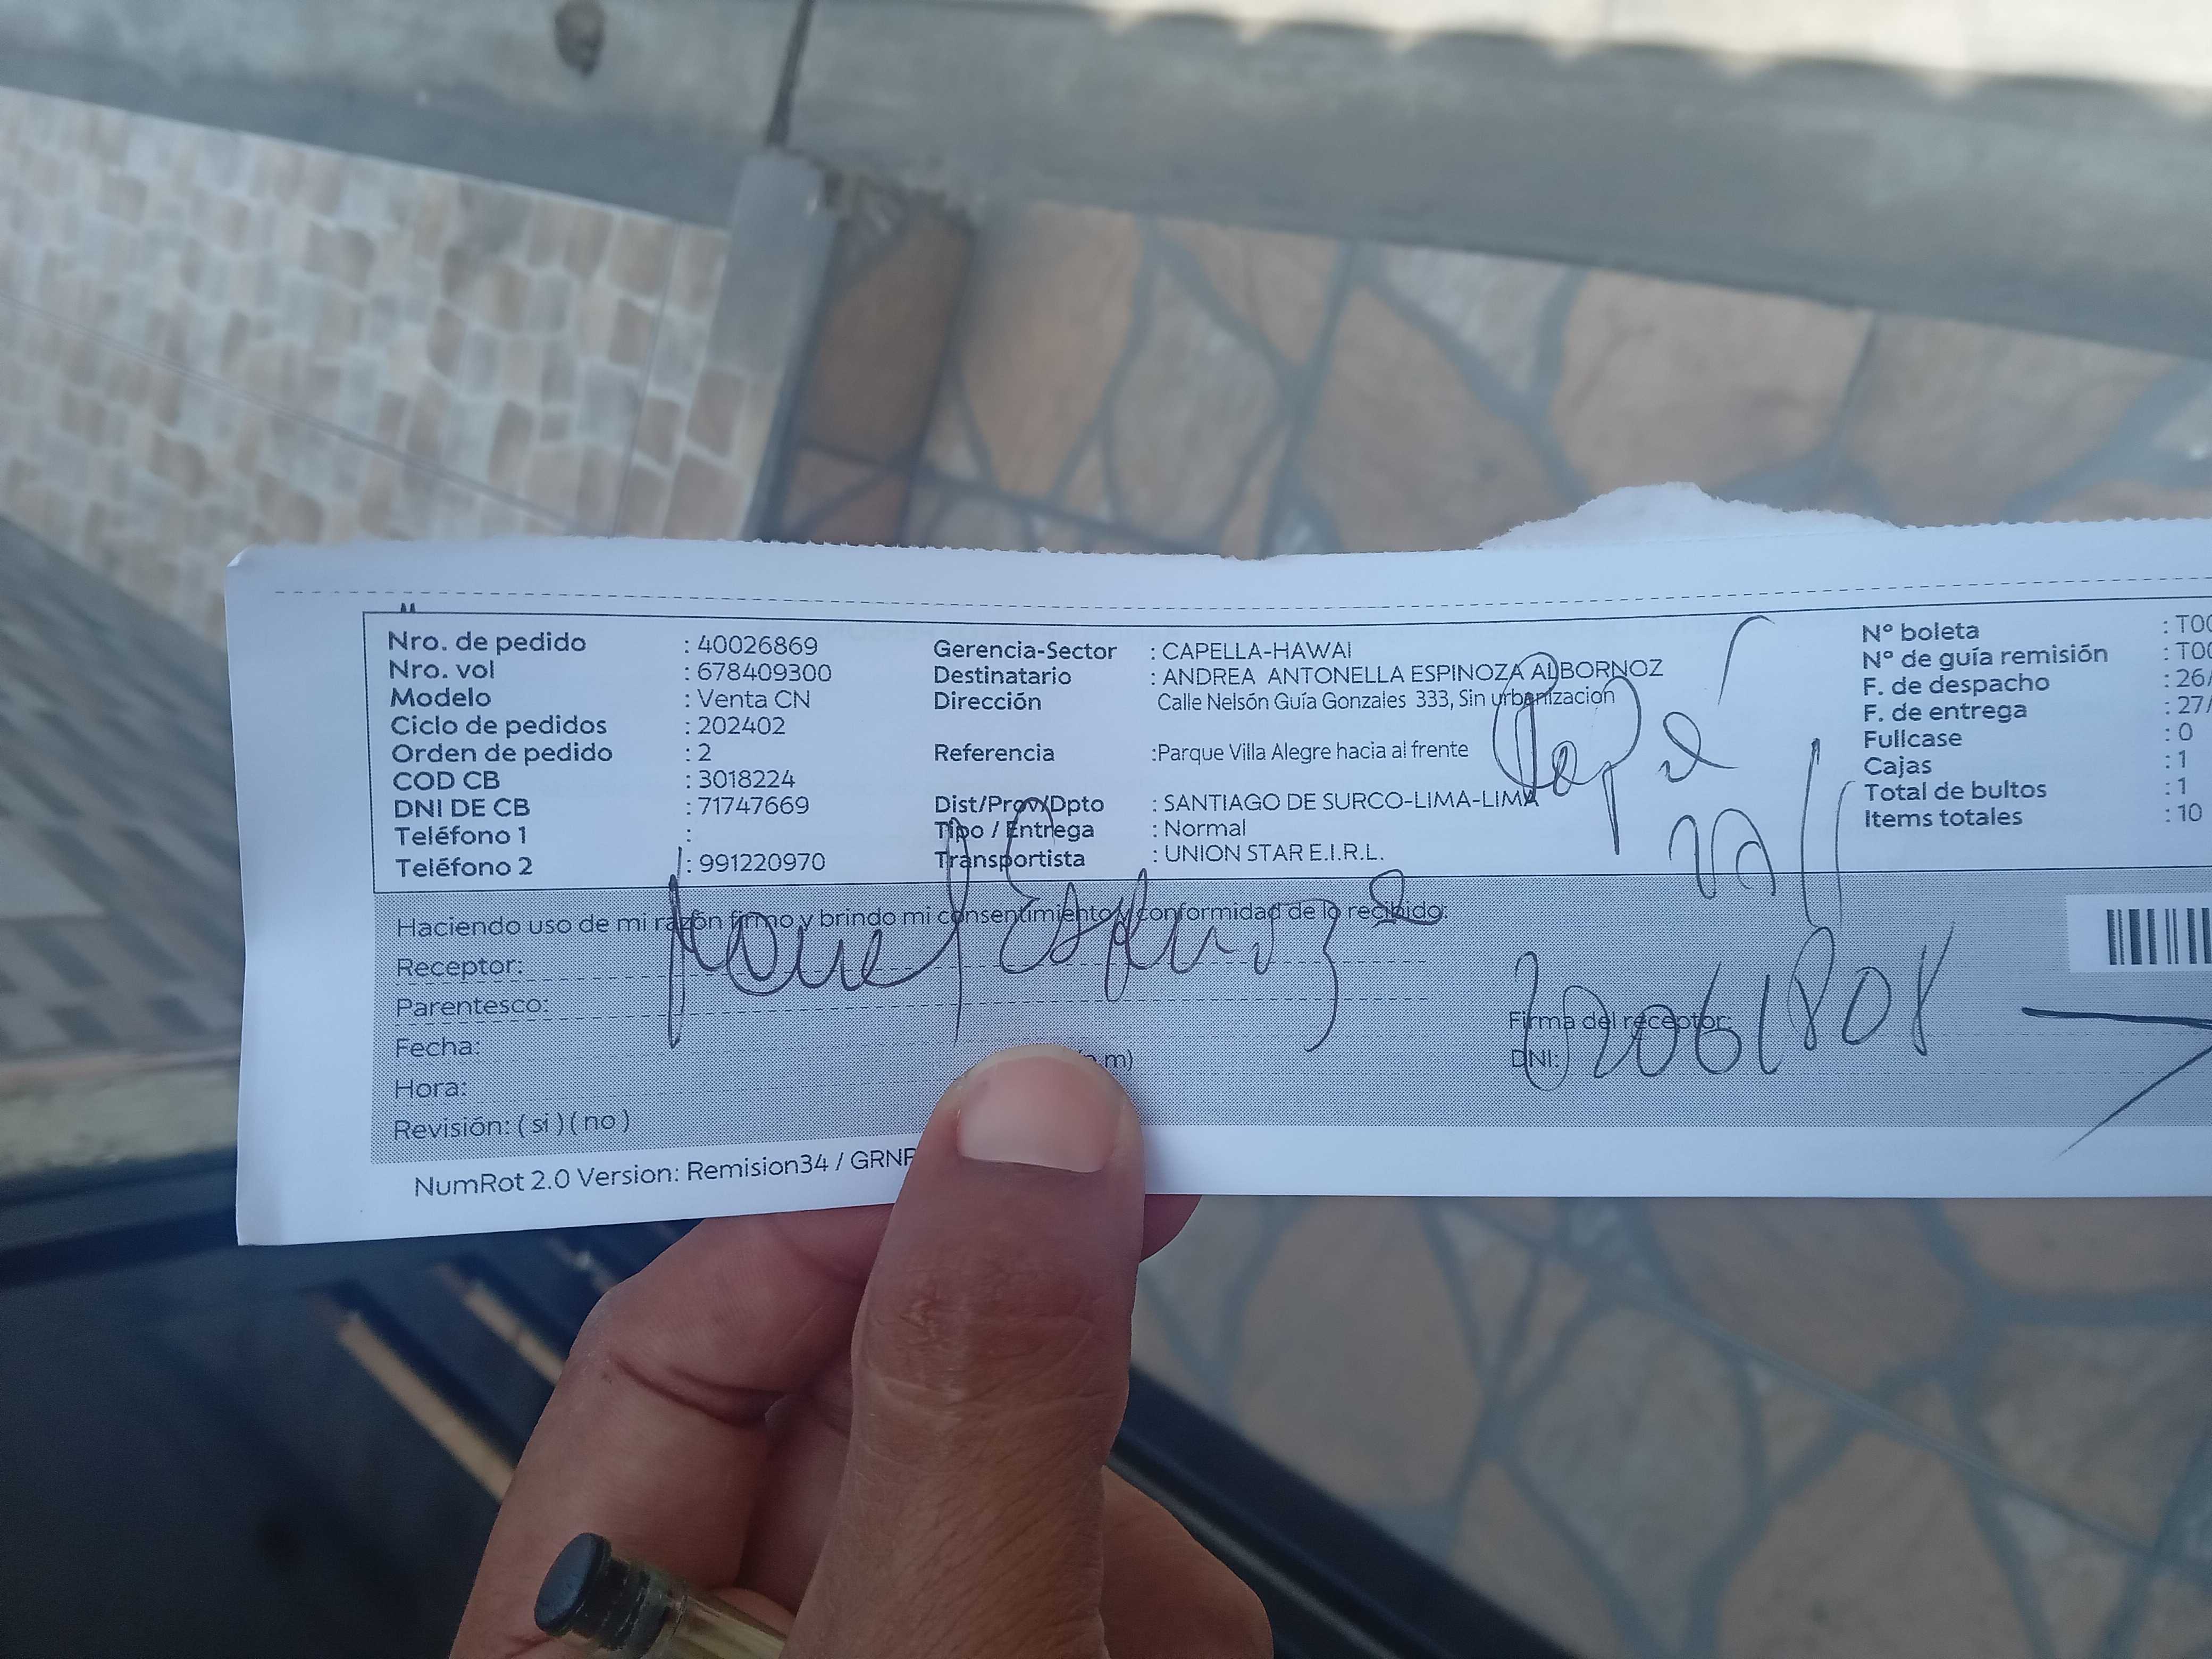 Nro. de pedido : 40026869
Nro. vol : 678409300
Modelo : Venta CN
Ciclo de pedidos : 202402
Orden de pedido : 2
COD CB : 3018224
DNI DE CB : 71747669
Teléfono 1 :
Teléfono 2 : 991220970
Gerencia-Sector : CAPELLA-HAWAI
Destinatario : ANDREA ANTONELLA ESPINOZA ALBORNOZ
Dirección Calle Nelsón Guía Gonzales 333, Sin urbanizacion
Referencia :Parque Villa Alegre hacia al frente
Dist/Prov/Dpto : SANTIAGO DE SURCO-LIMA-LIMA
Tipo / Entrega : Normal
Transportista : UNION STAR E.I.R.L.
N° boleta : T00
N° de guía remisión : T00
F. de despacho : 26/
F. de entrega : 27/
Fullcase : 0
Cajas : 1
Total de bultos : 1
Items totales : 10
Haciendo uso de mi razón firmo y brindo mi consentimiento y conformidad de lo recibido:
Receptor:
Parentesco:
Fecha:
Hora:
Revisión: ( si ) ( no )
Firma del receptor:
DNI:
NumRot 2.0 Version: Remision34 / GRNP